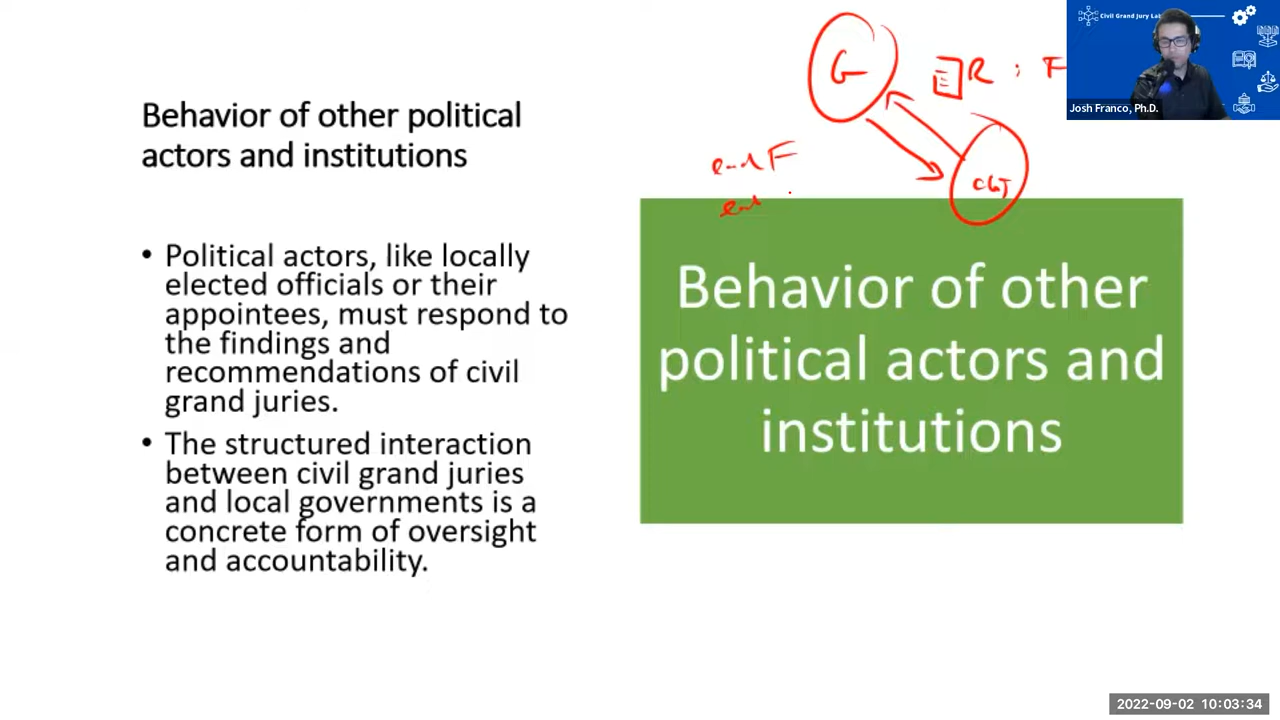 Civil Grand Jury
Josh Franco, Ph.D.
G
R : F
CGJ
Behavior of other political
actors and institutions
• Political actors, like locally
elected officials or their
appointees, must respond to
the findings and
recommendations of civil
grand juries.
• The structured interaction
between civil grand juries
and local governments is a
concrete form of oversight
and accountability.
Behavior of other
political actors and
institutions
2022-09-02 10:03:34